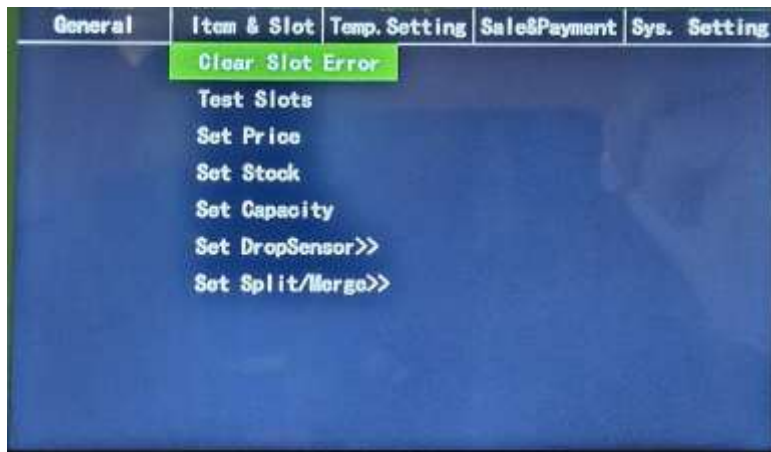 General Item & Slot Temp. Setting Sale&Payment Sys. Setting
Clear Slot Error
Test Slots
Set Price
Set Stock
Set Capacity
Set DropSensor>>
Set Split/Merge>>